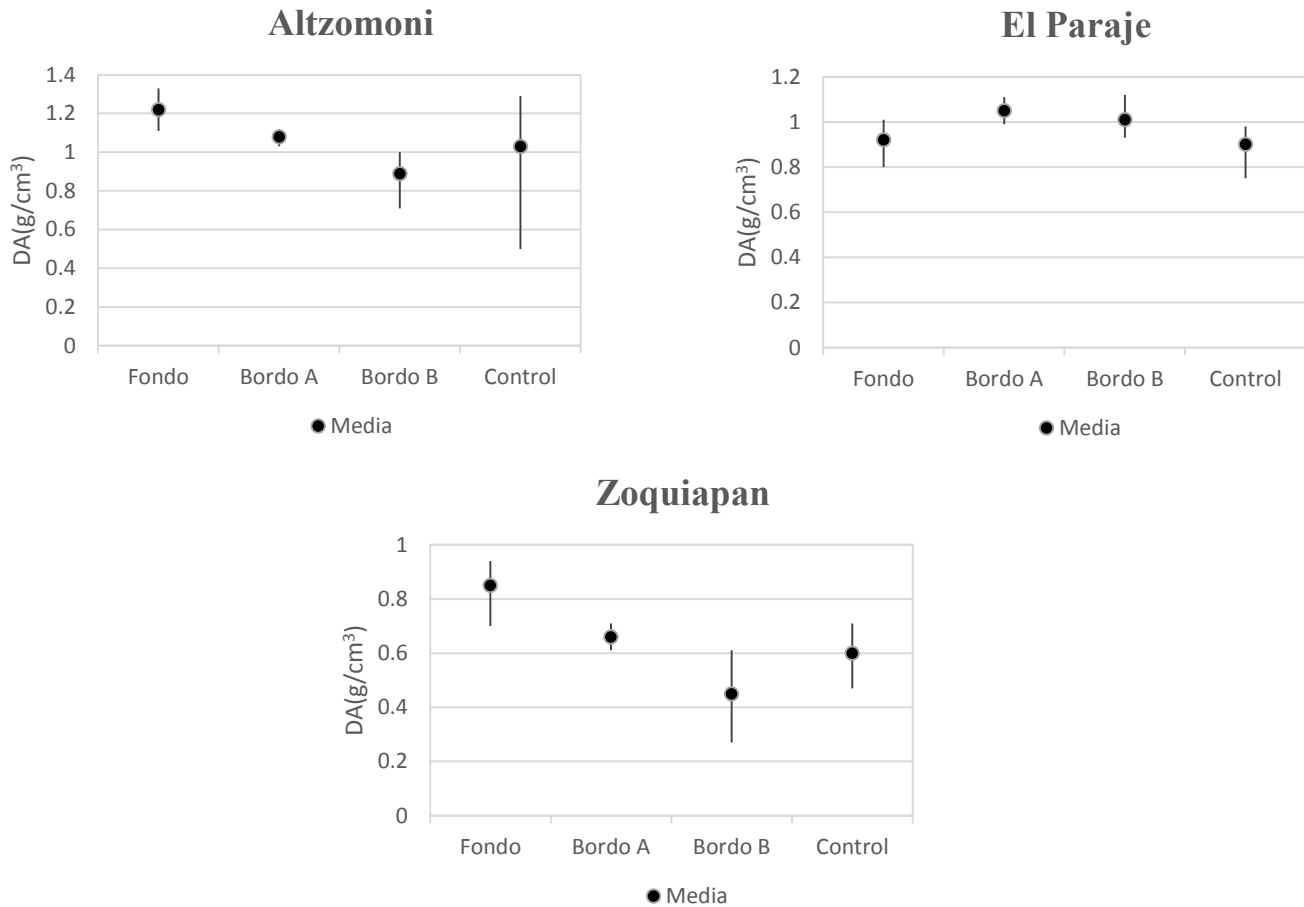 Altzomoni
DA(g/cm³)
1.4
1.2
1
0.8
0.6
0.4
0.2
0
Fondo Bordo A Bordo B Control
Media
El Paraje
DA(g/cm³)
1.2
1
0.8
0.6
0.4
0.2
0
Fondo Bordo A Bordo B Control
Media
Zoquiapan
DA(g/cm³)
1
0.8
0.6
0.4
0.2
0
Fondo Bordo A Bordo B Control
Media